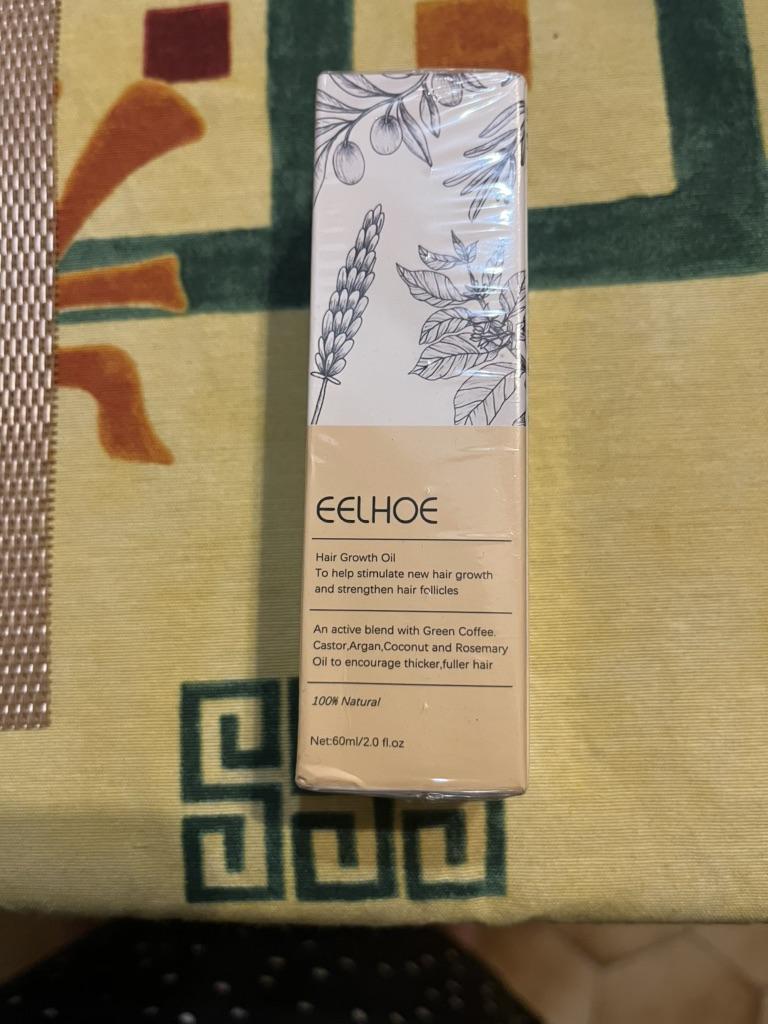 EELHOE
Hair Growth Oil
To help stimulate new hair growth
and strengthen hair follicles
An active blend with Green Coffee.
Castor,Argan,Coconut and Rosemary
Oil to encourage thicker,fuller hair
100% Natural
Net:60ml/2.0 fl.oz